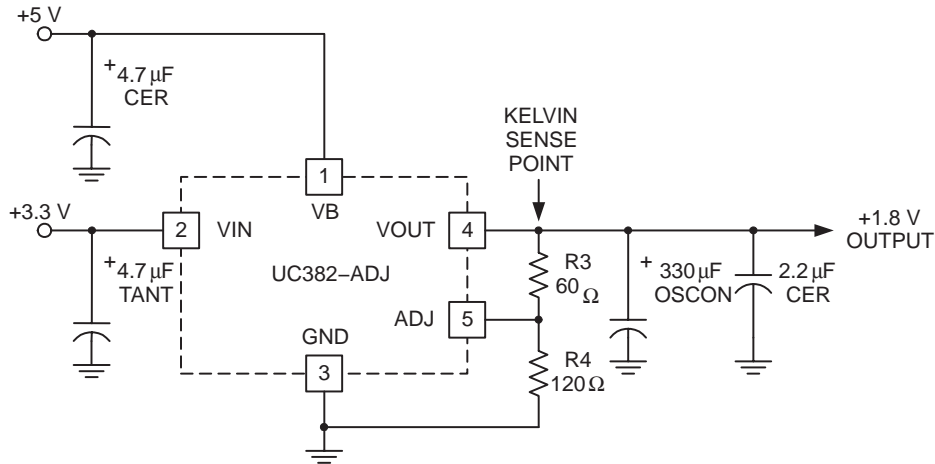 +5 V
+ 4.7 µF
CER
KELVIN
SENSE
POINT
1
VB
+3.3 V
2
VIN
VOUT
4
+1.8 V
OUTPUT
+ 4.7 µF
TANT
UC382–ADJ
R3
60 Ω
+ 330 µF
OSCON
2.2 µF
CER
ADJ
5
GND
3
R4
120 Ω